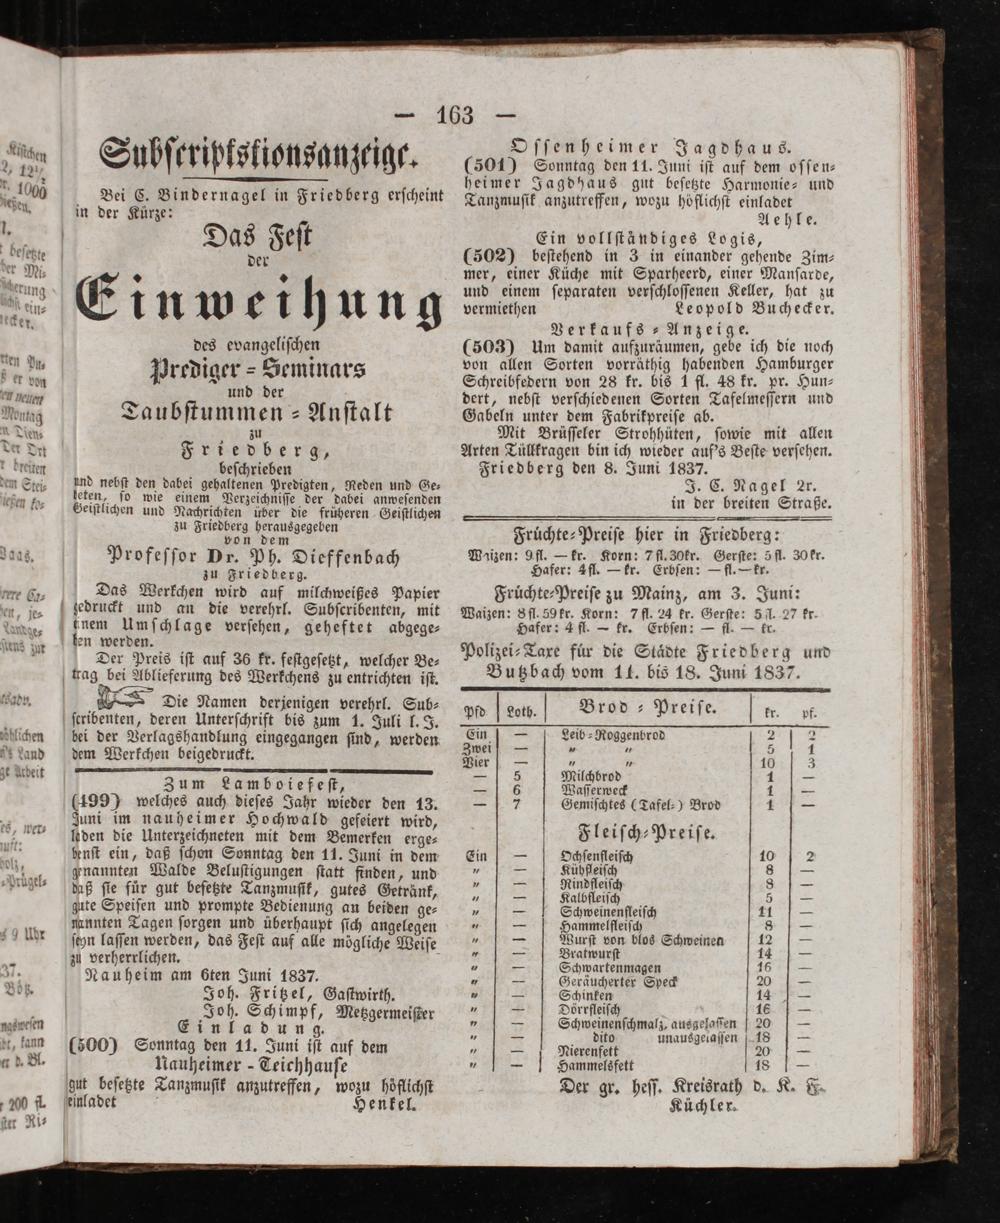 — 163 —
Subscriptstionsanzeige.
Bei C. Bindernagel in Friedberg erscheint
in der Kürze:
Das Fest
der
Einweihung
des evangelischen
Prediger-Seminars
und der
Taubstummen-Anstalt
zu
Friedberg,
beschrieben
und nebst den dabei gehaltenen Predigten, Reden und Ge-
beten, so wie einem Verzeichnisse der dabei anwesenden
Geistlichen und Nachrichten über die früheren Geistlichen
zu Friedberg herausgegeben
von dem
Professor Dr. Ph. Dieffenbach
zu Friedberg.
Das Werkchen wird auf milchweißes Papier
gedruckt und an die verehrl. Subscribenten, mit
einem Umschlage versehen, geheftet abgege-
ben werden.
Der Preis ist auf 36 kr. festgesetzt, welcher Be-
trag bei Ablieferung des Werkchens zu entrichten ist.
Die Namen derjenigen verehrl. Sub-
scribenten, deren Unterschrift bis zum 1. Juli l. J.
bei der Verlagshandlung eingegangen sind, werden
dem Werkchen beigedruckt.
Zum Lamboiefest,
(499) welches auch dieses Jahr wieder den 13.
Juni im nauheimer Hochwald gefeiert wird,
laden die Unterzeichneten mit dem Bemerken erge-
benst ein, daß schon Sonntag den 11. Juni in dem
genannten Walde Belustigungen statt finden, und
daß sie für gut besetzte Tanzmusik, gutes Getränk,
gute Speisen und prompte Bedienung an beiden ge-
nannten Tagen sorgen und überhaupt sich angelegen
seyn lassen werden, das Fest auf alle mögliche Weise
zu verherrlichen.
Nauheim am 6ten Juni 1837.
Joh. Fritzel, Gastwirth.
Joh. Schimpf, Metzgermeister
Einladung.
(500) Sonntag den 11. Juni ist auf dem
Nauheimer-Teichhause
gut besetzte Tanzmusik anzutreffen, wozu höflichst
einladet Henkel.
Ossenheimer Jagdhaus.
(501) Sonntag den 11. Juni ist auf dem ossen-
heimer Jagdhaus gut besetzte Harmonie- und
Tanzmusik anzutreffen, wozu höflichst einladet
Aehle.
Ein vollständiges Logis,
(502) bestehend in 3 in einander gehende Zim-
mer, einer Küche mit Sparheerd, einer Mansarde,
und einem separaten verschlossenen Keller, hat zu
vermiethen Leopold Buchecker.
Verkaufs-Anzeige.
(503) Um damit aufzuräumen, gebe ich die noch
von allen Sorten vorräthig habenden Hamburger
Schreibfedern von 28 kr. bis 1 fl. 48 kr. pr. Hun-
dert, nebst verschiedenen Sorten Tafelmessern und
Gabeln unter dem Fabrikpreise ab.
Mit Brüsseler Strohhüten, sowie mit allen
Arten Tüllkragen bin ich wieder auf's Beste versehen.
Friedberg den 8. Juni 1837.
J. C. Nagel 2r.
in der breiten Straße.
Früchte-Preise hier in Friedberg:
Waizen: 9 fl. — kr. Korn: 7 fl. 30 kr. Gerste: 5 fl. 30 kr.
Hafer: 4 fl. — kr. Erbsen: — fl. — kr.
Früchte-Preise zu Mainz, am 3. Juni:
Waizen: 8 fl. 59 kr. Korn: 7 fl. 24 kr. Gerste: 5 fl. 27 kr.
Hafer: 4 fl. — kr. Erbsen: — fl. — kr.
Polizei-Taxe für die Städte Friedberg und
Butzbach vom 11. bis 18. Juni 1837.
Pfd Loth. Brod-Preise. kr. pf.
Ein — Leib-Roggenbrod 2 2
Zwei — " " 5 1
Vier — " " 10 3
— 5 Milchbrod 1 —
— 6 Wasserweck 1 —
— 7 Gemischtes (Tafel-) Brod 1 —
Fleisch-Preise.
Ein — Ochsenfleisch 10 2
" — Kühfleisch 8 —
" — Rindfleisch 8 —
" — Kalbfleisch 5 —
" — Schweinenfleisch 11 —
" — Hammelfleisch 8 —
" — Wurst von blos Schweinen 12 —
" — Bratwurst 14 —
" — Schwartenmagen 16 —
" — Geräucherter Speck 20 —
" — Schinken 14 —
" — Dörrfleisch 16 —
" — Schweinenschmalz, ausgelassen 20 —
" — dito unausgelassen 18 —
" — Nierenfett 20 —
" — Hammelsfett 18 —
Der gr. hess. Kreisrath d. K. F.
Küchler.